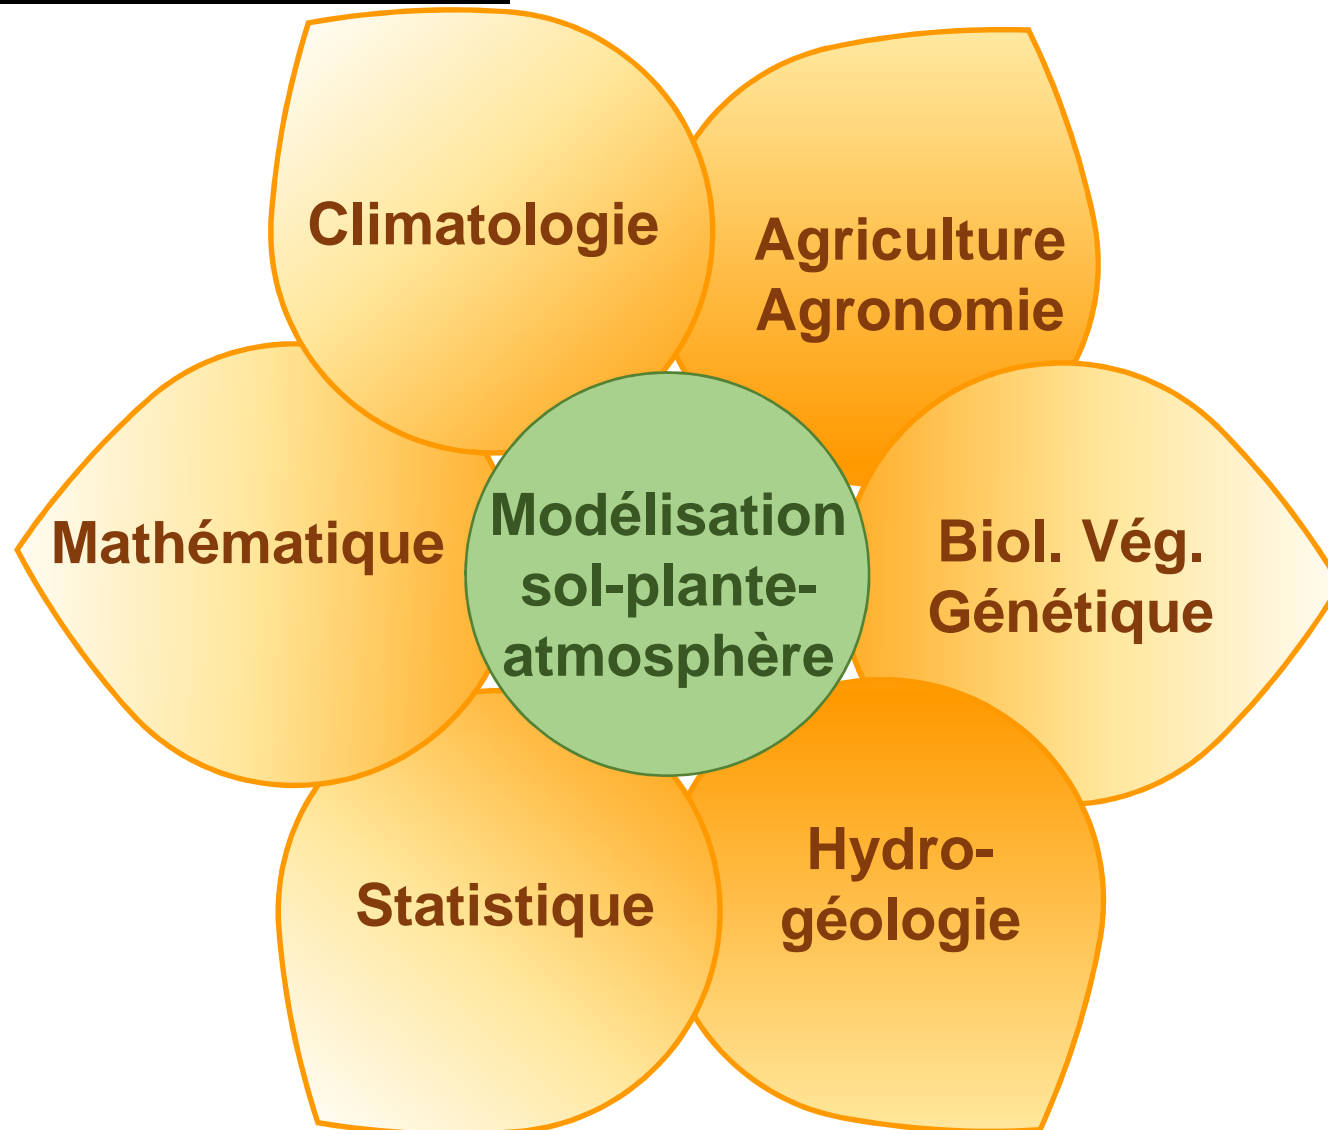 Climatologie
Agriculture
Agronomie
Mathématique
Modélisation
sol-plante-
atmosphère
Biol. Vég.
Génétique
Statistique
Hydro-
géologie